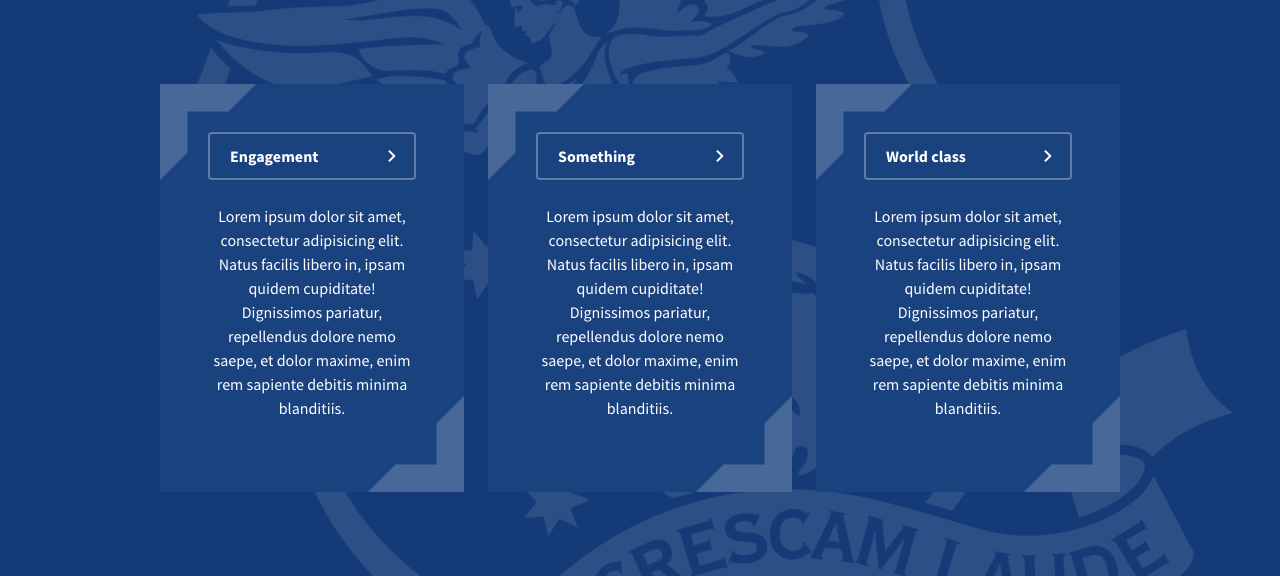 Engagement
Lorem ipsum dolor sit amet,
consectetur adipisicing elit.
Natus facilis libero in, ipsam
quidem cupiditate!
Dignissimos pariatur,
repellendus dolore nemo
saepe, et dolor maxime, enim
rem sapiente debitis minima
blanditiis.
Something
Lorem ipsum dolor sit amet,
consectetur adipisicing elit.
Natus facilis libero in, ipsam
quidem cupiditate!
Dignissimos pariatur,
repellendus dolore nemo
saepe, et dolor maxime, enim
rem sapiente debitis minima
blanditiis.
World class
Lorem ipsum dolor sit amet,
consectetur adipisicing elit.
Natus facilis libero in, ipsam
quidem cupiditate!
Dignissimos pariatur,
repellendus dolore nemo
saepe, et dolor maxime, enim
rem sapiente debitis minima
blanditiis.
CRESCAM LAUDE